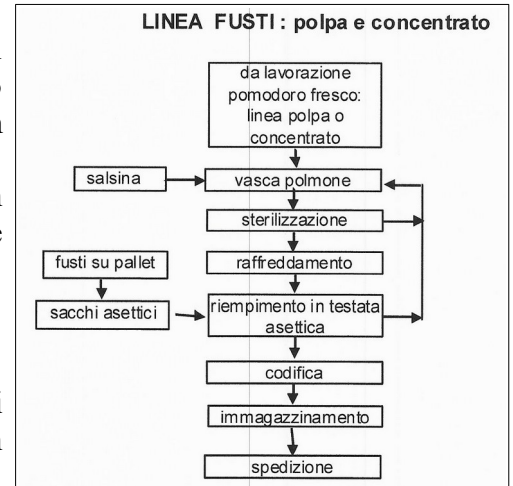 LINEA FUSTI : polpa e concentrato
da lavorazione
pomodoro fresco:
linea polpa o
concentrato
salsina
vasca polmone
sterilizzazione
fusti su pallet
raffreddamento
sacchi asettici
riempimento in testata
asettica
codifica
immagazzinamento
spedizione